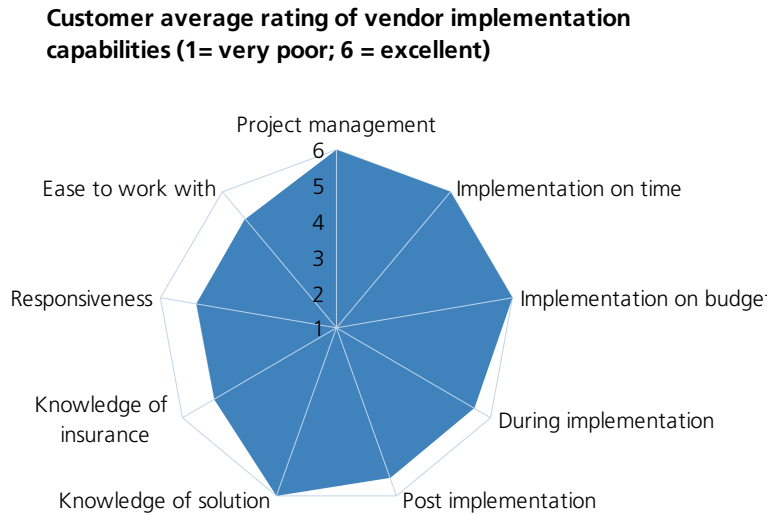 Customer average rating of vendor implementation
capabilities (1= very poor; 6 = excellent)
Project management
6
5
4
3
2
1
Implementation on time
Implementation on budget
During implementation
Post implementation
Knowledge of solution
Knowledge of
insurance
Responsiveness
Ease to work with